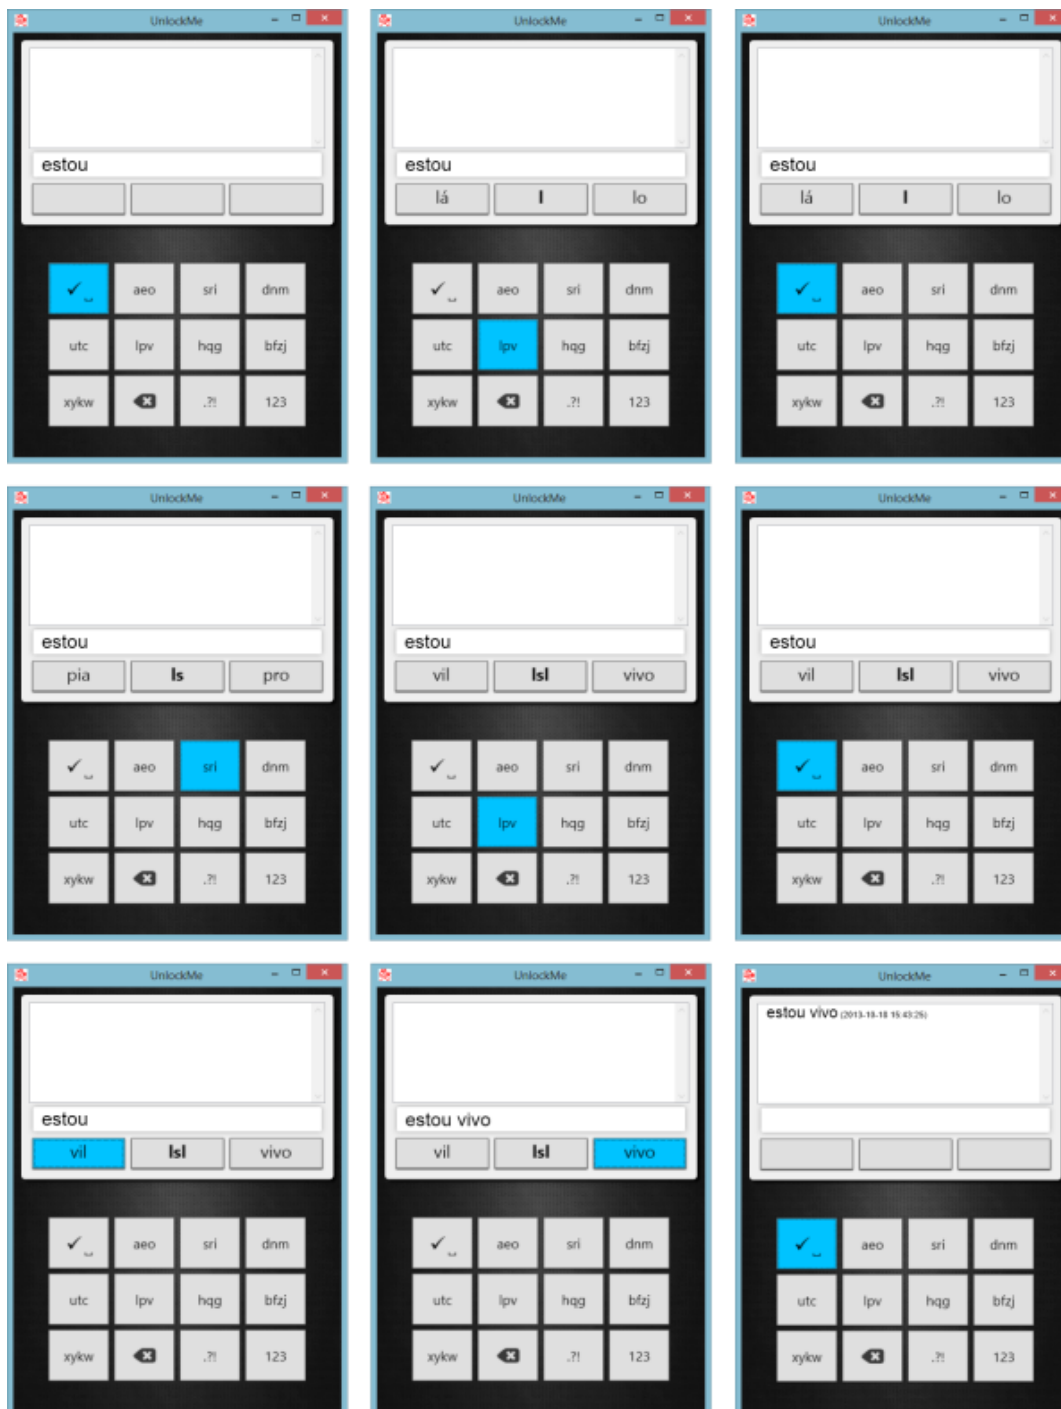 UnlockMe
estou
aeo sri dnm
utc lpv hqg bfzj
xykw .?! 123
UnlockMe
estou
lá l lo
aeo sri dnm
utc lpv hqg bfzj
xykw .?! 123
UnlockMe
estou
lá l lo
aeo sri dnm
utc lpv hqg bfzj
xykw .?! 123
UnlockMe
estou
pia ls pro
aeo sri dnm
utc lpv hqg bfzj
xykw .?! 123
UnlockMe
estou
vil lsl vivo
aeo sri dnm
utc lpv hqg bfzj
xykw .?! 123
UnlockMe
estou
vil lsl vivo
aeo sri dnm
utc lpv hqg bfzj
xykw .?! 123
UnlockMe
estou
vil lsl vivo
aeo sri dnm
utc lpv hqg bfzj
xykw .?! 123
UnlockMe
estou vivo
vil lsl vivo
aeo sri dnm
utc lpv hqg bfzj
xykw .?! 123
UnlockMe
estou vivo (2013-10-18 15:43:25)
aeo sri dnm
utc lpv hqg bfzj
xykw .?! 123